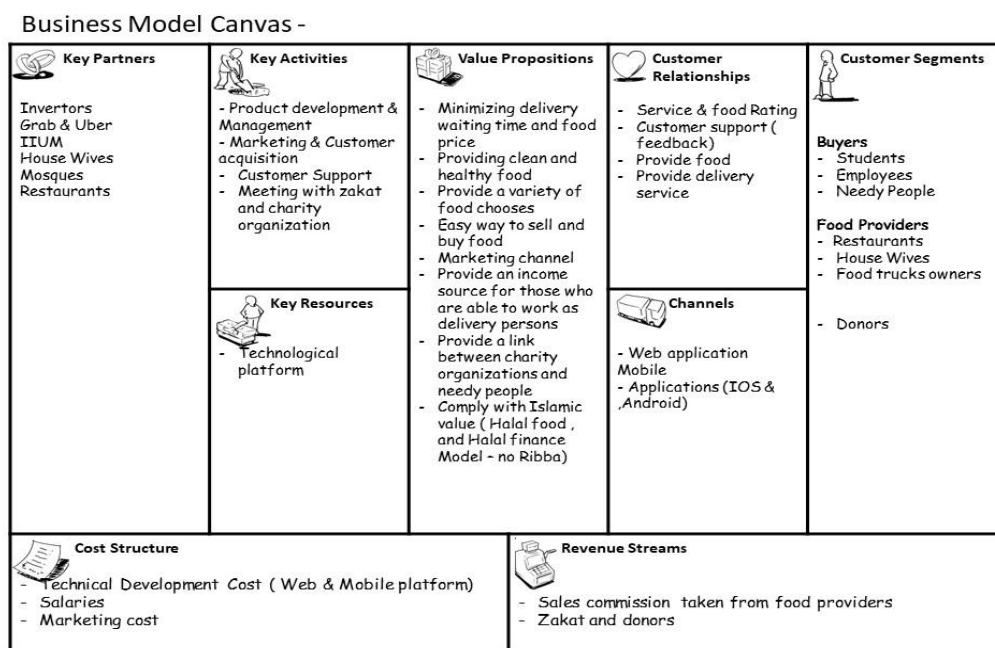 Business Model Canvas -
Key Partners
Invertors
Grab & Uber
IIUM
House Wives
Mosques
Restaurants
Key Activities
- Product development &
Management
- Marketing & Customer
acquisition
- Customer Support
- Meeting with zakat
and charity
organization
Key Resources
- Technological
platform
Value Propositions
- Minimizing delivery
waiting time and food
price
- Providing clean and
healthy food
- Provide a variety of
food chooses
- Easy way to sell and
buy food
- Marketing channel
- Provide an income
source for those who
are able to work as
delivery persons
- Provide a link
between charity
organizations and
needy people
- Comply with Islamic
value ( Halal food ,
and Halal finance
Model - no Ribba)
Customer
Relationships
- Service & food Rating
- Customer support (
feedback)
- Provide food
- Provide delivery
service
Channels
- Web application
Mobile
- Applications (IOS &
,Android)
Customer Segments
Buyers
- Students
- Employees
- Needy People
Food Providers
- Restaurants
- House Wives
- Food trucks owners
- Donors
Cost Structure
- Technical Development Cost ( Web & Mobile platform)
- Salaries
- Marketing cost
Revenue Streams
- Sales commission taken from food providers
- Zakat and donors